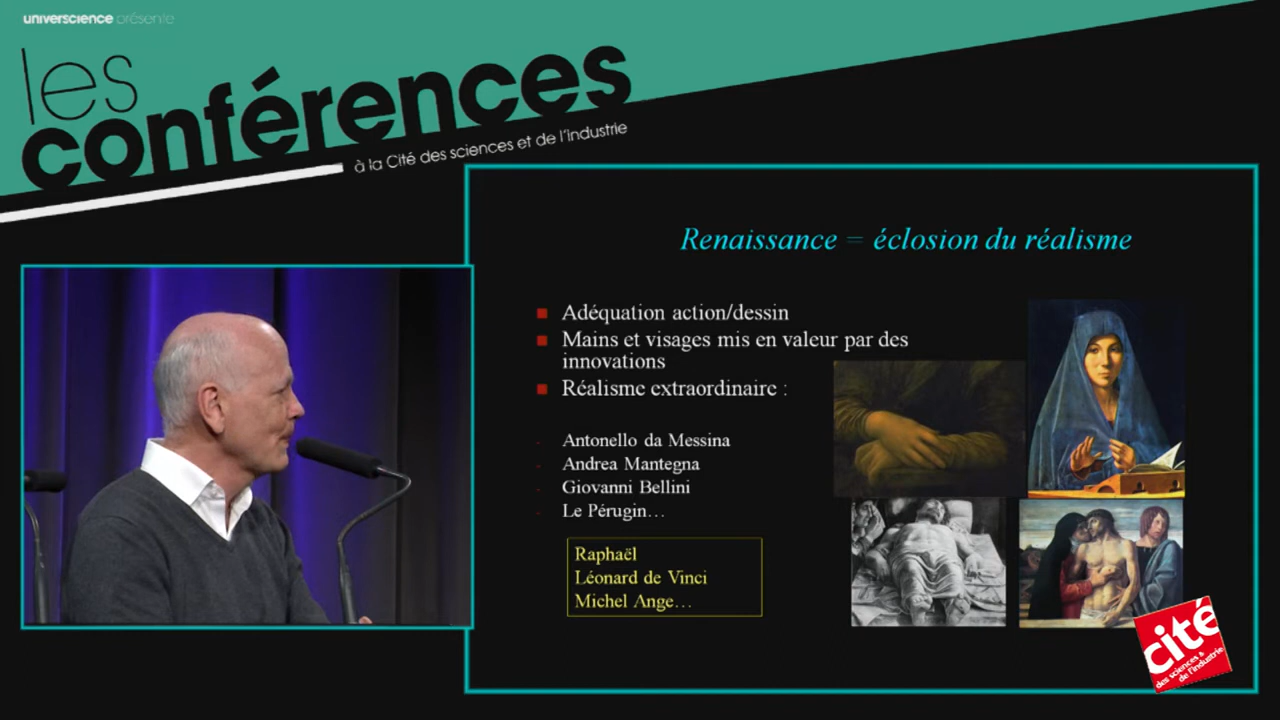 universcience présente
les
conférences
à la Cité des sciences et de l'industrie
Renaissance = éclosion du réalisme
Adéquation action/dessin
Mains et visages mis en valeur par des
innovations
Réalisme extraordinaire :
Antonello da Messina
Andrea Mantegna
Giovanni Bellini
Le Pérugin…
Raphaël
Léonard de Vinci
Michel Ange…
cité
des sciences &
de l'industrie